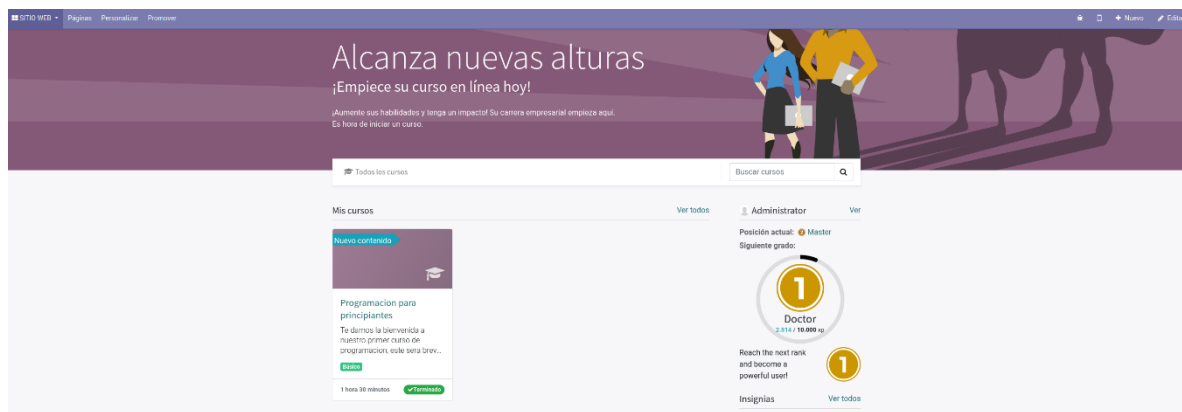 SITIO WEB Páginas Personalizar Promover + Nuevo Edita
Alcanza nuevas alturas
¡Empiece su curso en línea hoy!
¡Aumente sus habilidades y tenga un impacto! Su carrera empresarial empieza aquí.
Es hora de iniciar un curso.
Todos los cursos Buscar cursos
Mis cursos Ver todos
Administrator Ver
Posición actual: Master
Siguiente grado:
1
Doctor
2.814 / 10.000 xp
Reach the next rank
and become a
powerful user!
1
Insignias Ver todos
Nuevo contenido
Programacion para
principiantes
Te damos la bienvenida a
nuestro primer curso de
programacion, este sera brev...
Básico
1 hora 30 minutos Terminado